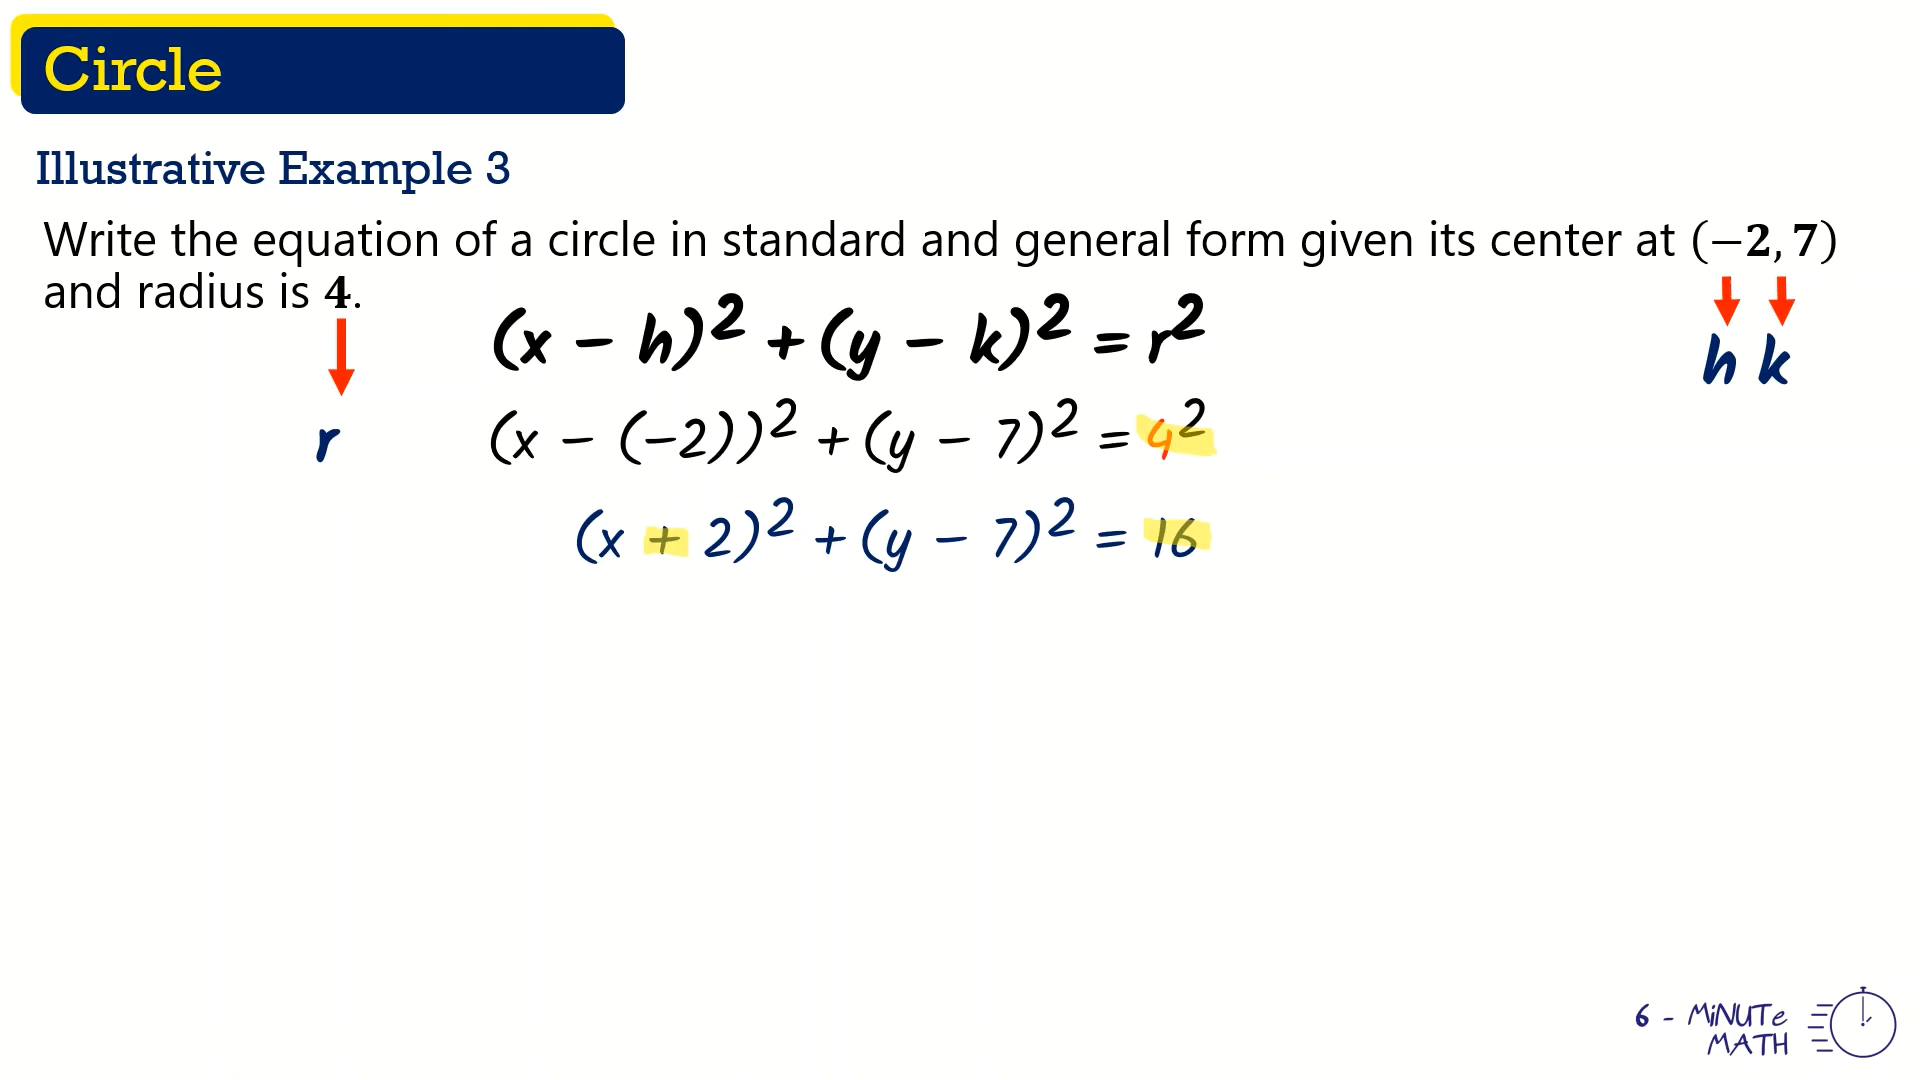 Circle
Illustrative Example 3
Write the equation of a circle in standard and general form given its center at (−2, 7)
and radius is 4.
(x − h)² + (y − k)² = r²
h k
r
(x − (−2))² + (y − 7)² = 4²
(x + 2)² + (y − 7)² = 16
6 - MiNUTe
MATH